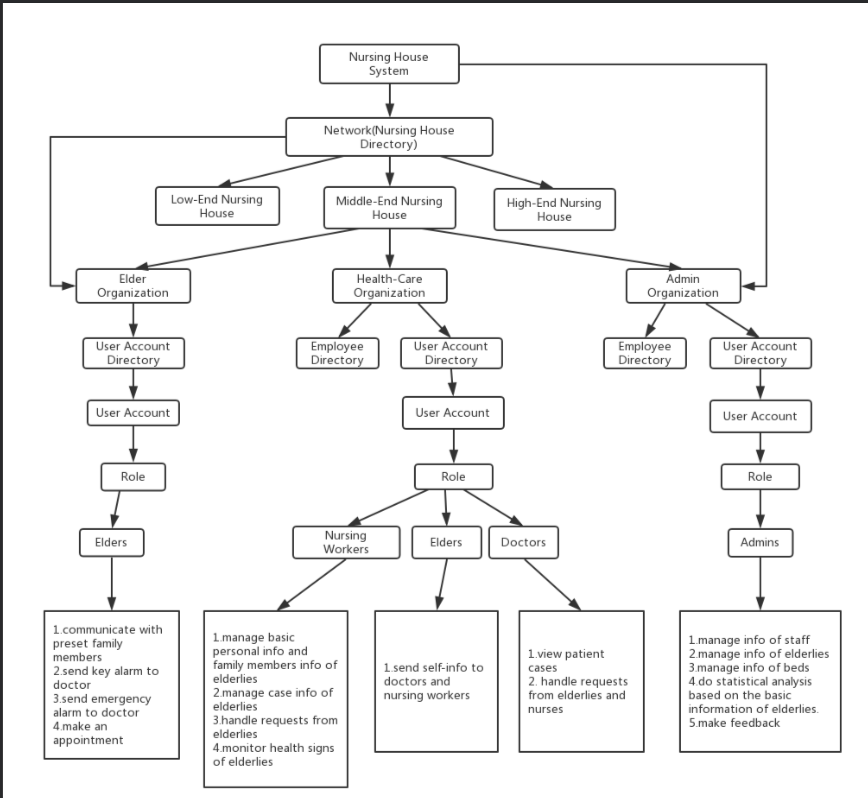 Nursing House
System
Network(Nursing House
Directory)
Low-End Nursing
House
Middle-End Nursing
House
High-End Nursing
House
Elder
Organization
Health-Care
Organization
Admin
Organization
User Account
Directory
Employee
Directory
User Account
Directory
Employee
Directory
User Account
Directory
User Account
User Account
User Account
Role
Role
Role
Elders
Nursing
Workers
Elders
Doctors
Admins
1.communicate with
preset family
members
2.send key alarm to
doctor
3.send emergency
alarm to doctor
4.make an
appointment
1.manage basic
personal info and
family members info of
elderlies
2.manage case info of
elderlies
3.handle requests from
elderlies
4.monitor health signs
of elderlies
1.send self-info to
doctors and
nursing workers
1.view patient
cases
2. handle requests
from elderlies and
nurses
1.manage info of staff
2.manage info of elderlies
3.manage info of beds
4.do statistical analysis
based on the basic
information of elderlies.
5.make feedback